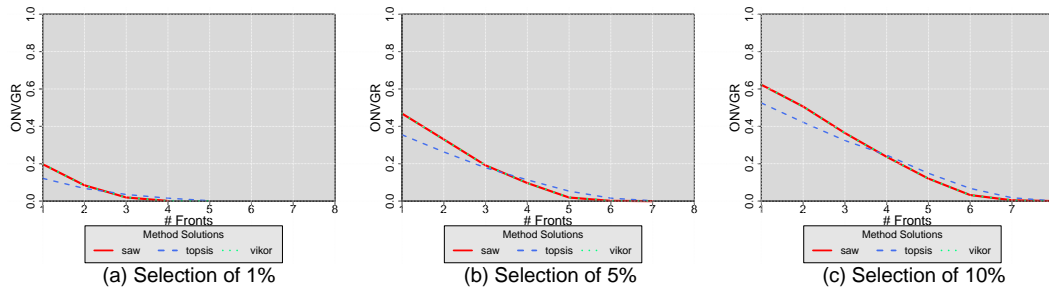 ONVGR
0.0 0.2 0.4 0.6 0.8 1.0
1 2 3 4 5 6 7 8
# Fronts
Method Solutions
saw topsis vikor
(a) Selection of 1%
ONVGR
0.0 0.2 0.4 0.6 0.8 1.0
1 2 3 4 5 6 7 8
# Fronts
Method Solutions
saw topsis vikor
(b) Selection of 5%
ONVGR
0.0 0.2 0.4 0.6 0.8 1.0
1 2 3 4 5 6 7
# Fronts
Method Solutions
saw topsis vikor
(c) Selection of 10%